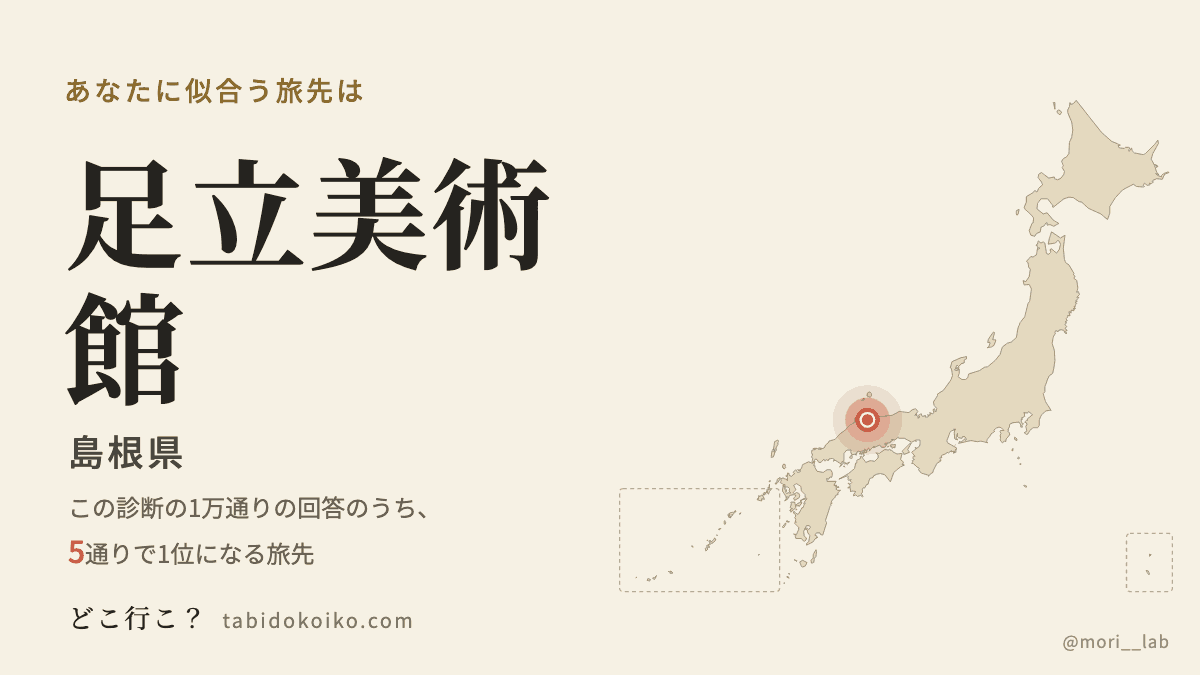 あなたに似合う旅先は
足立美術
館
島根県
この診断の1万通りの回答のうち、
5通りで1位になる旅先
どこ行こ？ tabidokoiko.com
@mori__lab